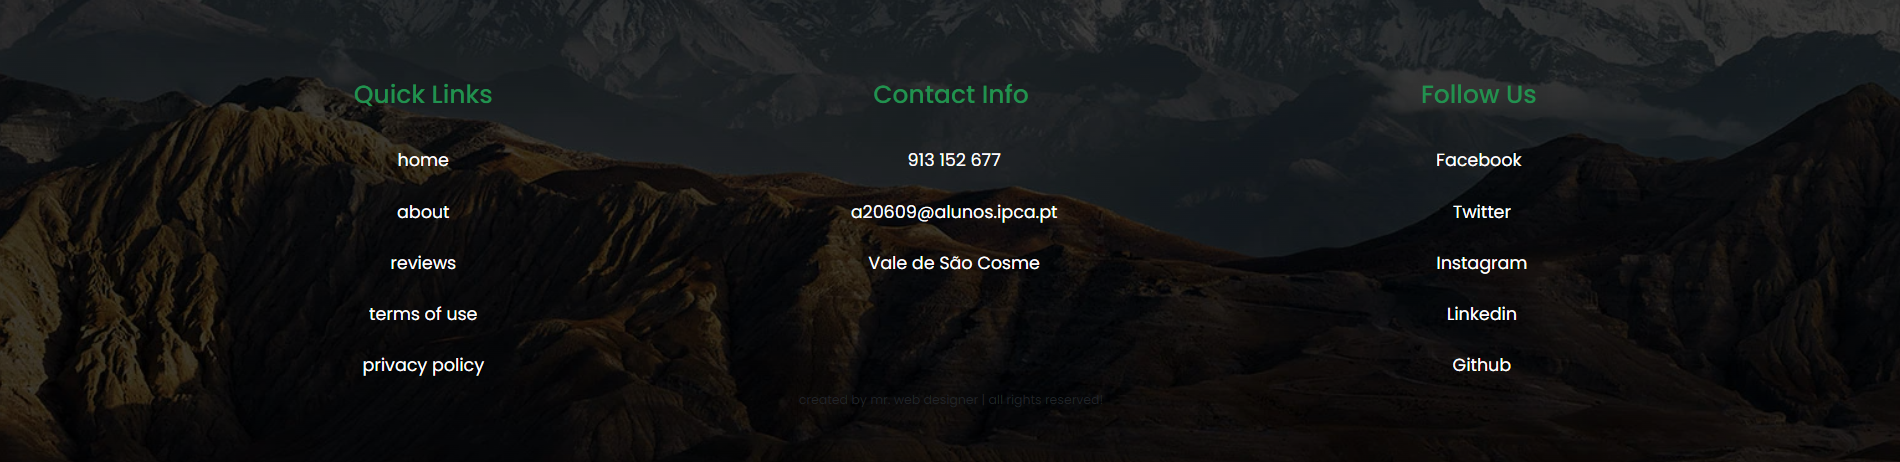 Quick Links
home
about
reviews
terms of use
privacy policy
Contact Info
913 152 677
a20609@alunos.ipca.pt
Vale de São Cosme
Follow Us
Facebook
Twitter
Instagram
Linkedin
Github
created by mr. web designer | all rights reserved!